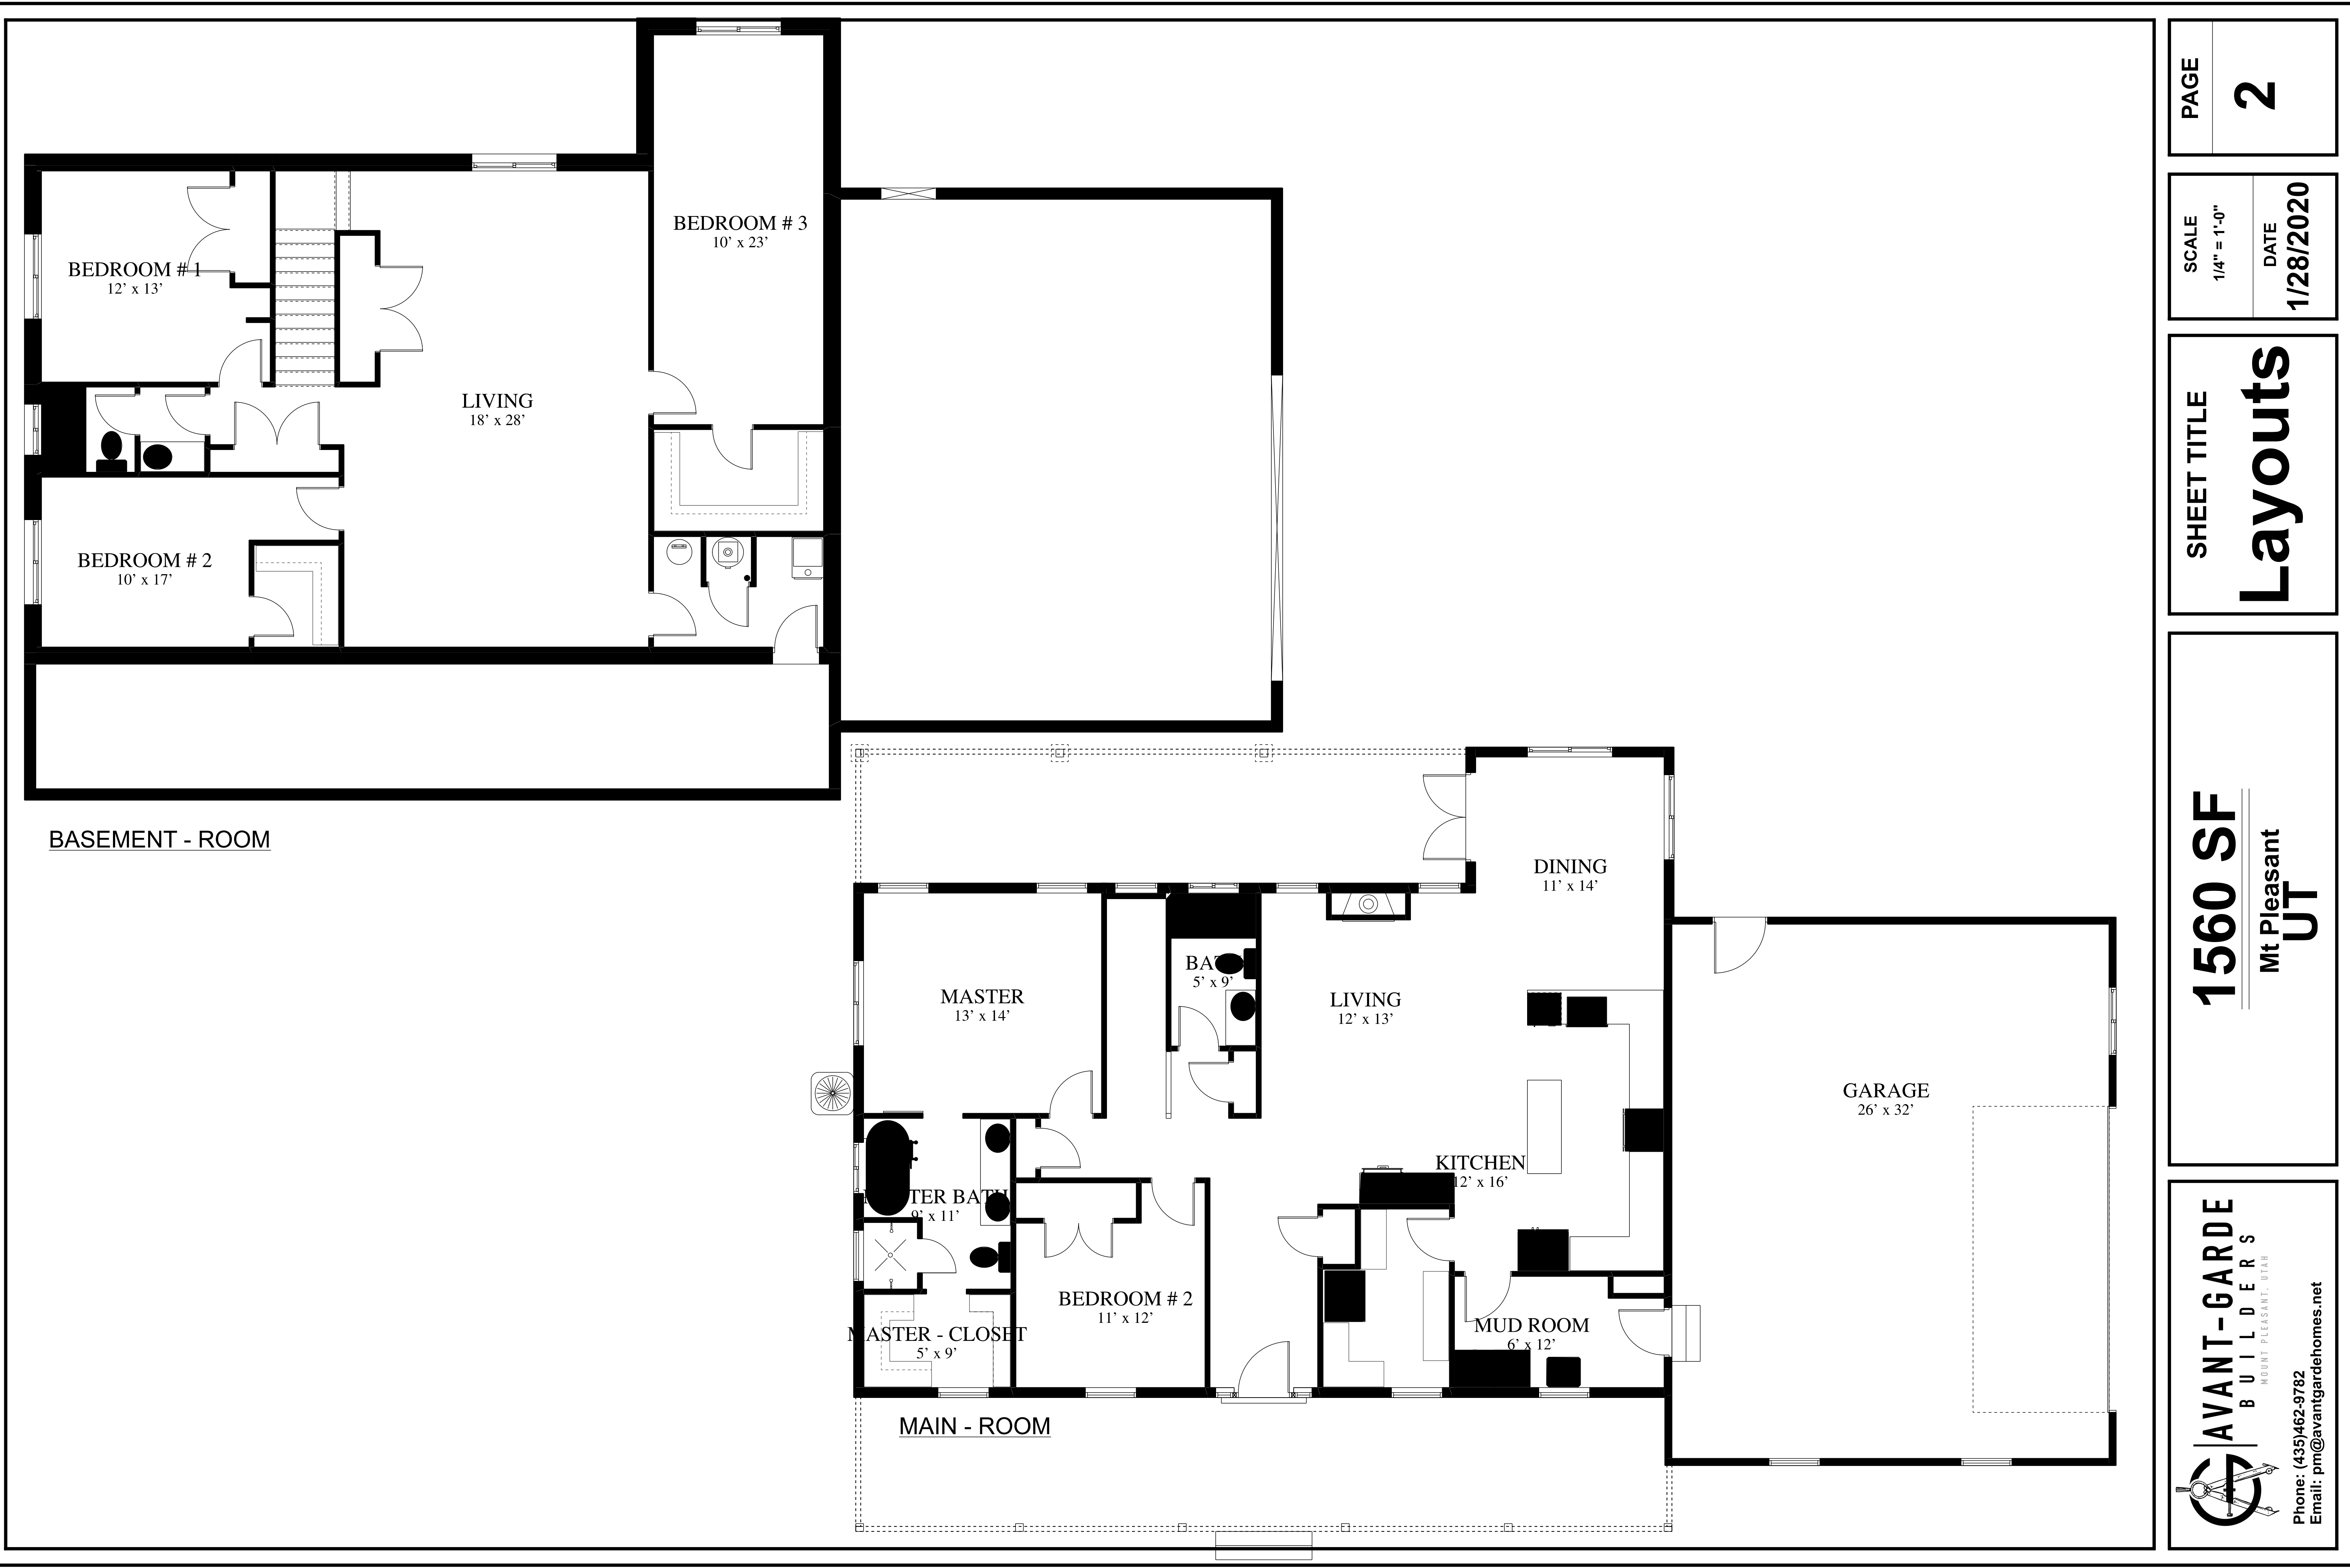 BEDROOM # 1
12’ x 13’
BEDROOM # 3
10’ x 23’
LIVING
18’ x 28’
BEDROOM # 2
10’ x 17’
BASEMENT - ROOM
DINING
11’ x 14’
MASTER
13’ x 14’
5’ x 9’
LIVING
12’ x 13’
GARAGE
26’ x 32’
KITCHEN
12’ x 16’
BATH
9’ x 11’
BEDROOM # 2
11’ x 12’
MASTER - CLOSET
5’ x 9’
MUD ROOM
6’ x 12’
MAIN - ROOM
PAGE
2
SCALE
1/4" = 1'-0"
DATE
1/28/2020
SHEET TITLE
Layouts
1560 SF
Mt Pleasant
UT
AVANT-GARDE
BUILDERS
MOUNT PLEASANT, UTAH
Phone: (435)462-9782
Email: pm@avantgardehomes.net